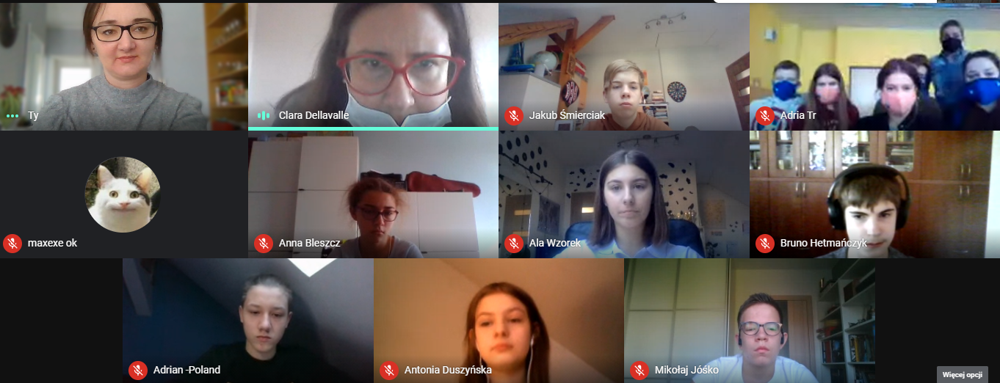 Ty
Clara Dellavalle
Jakub Śmierciak
Adria Tr
maxexe ok
Anna Bleszcz
Ala Wzorek
Bruno Hetmańczyk
Adrian -Poland
Antonia Duszyńska
Mikołaj Jóśko
Więcej opcji